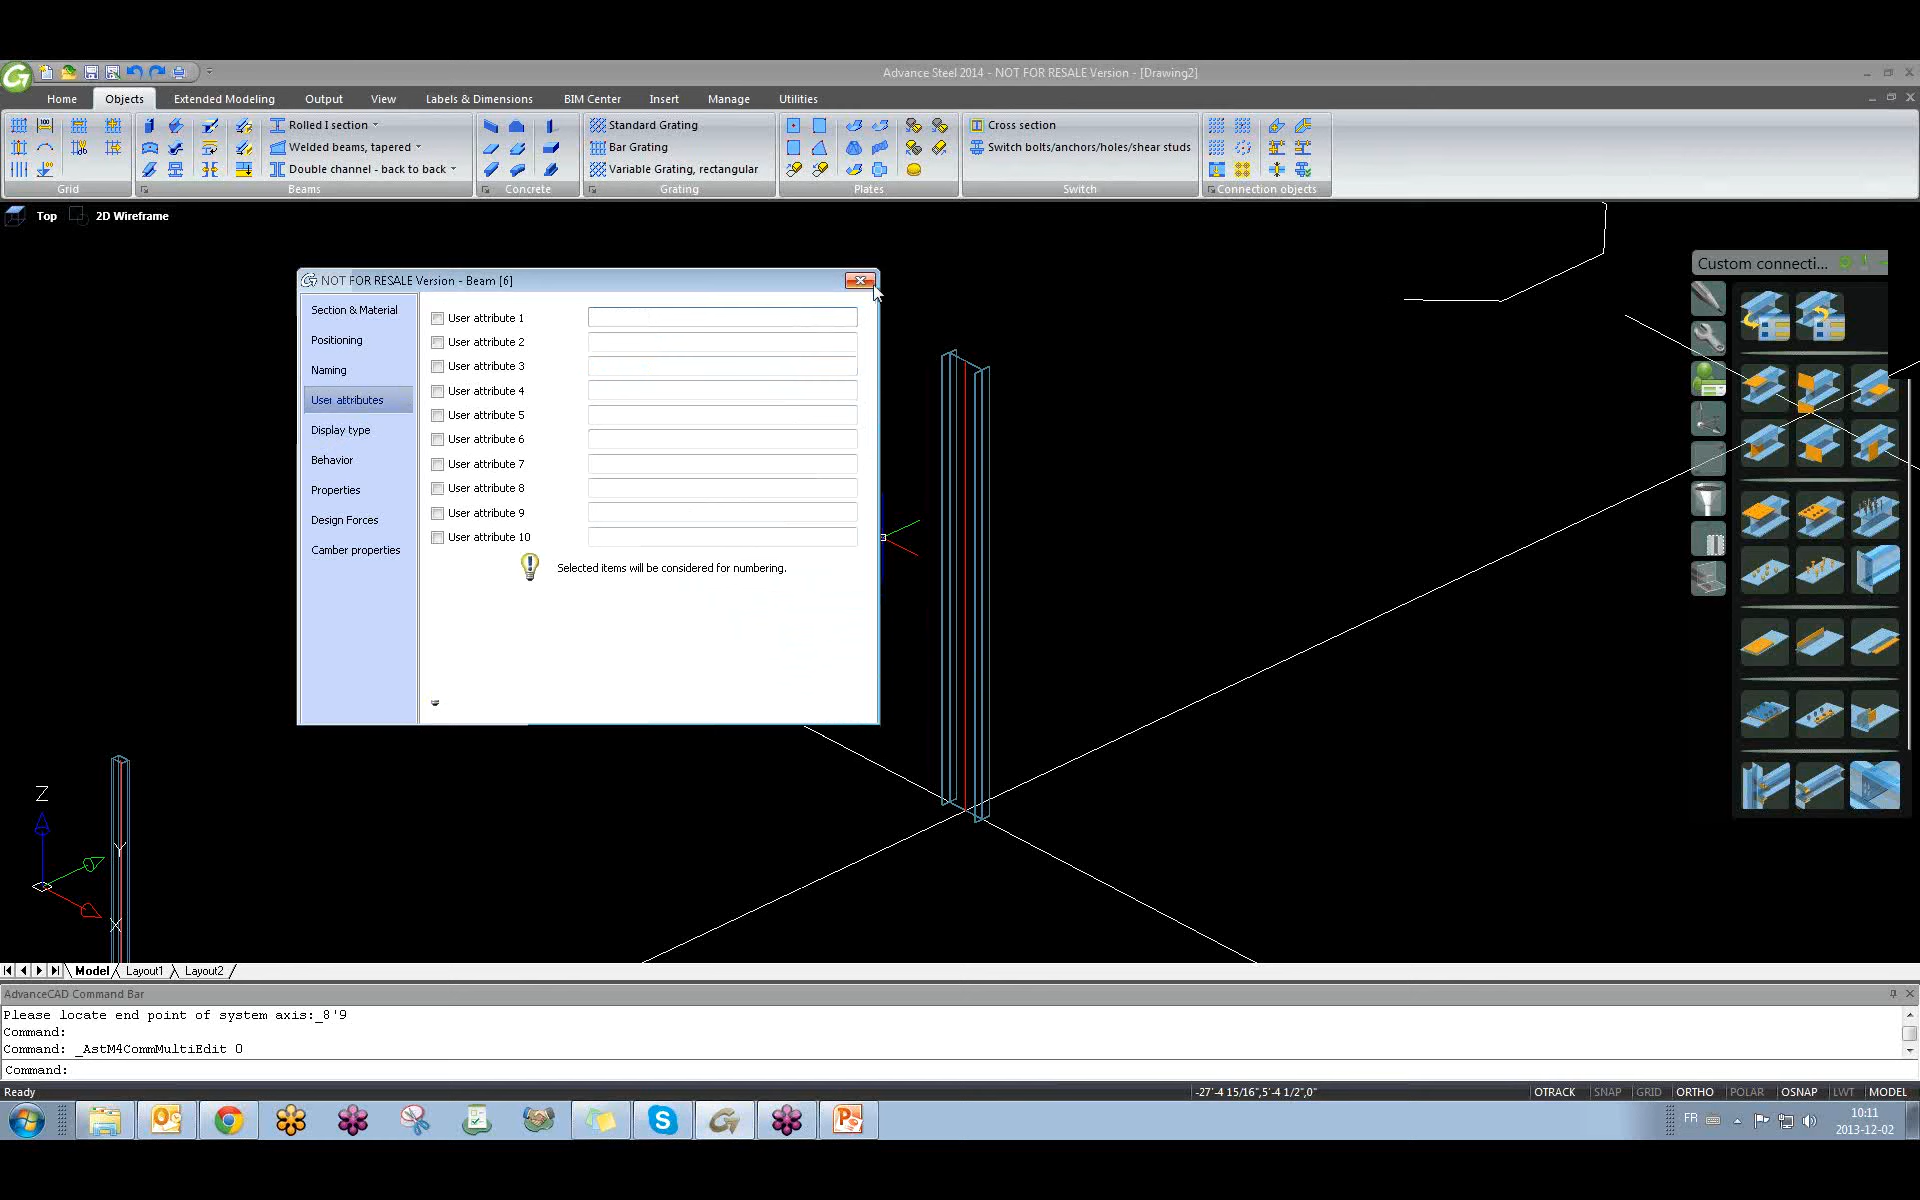 Advance Steel 2014 - NOT FOR RESALE Version - [Drawing2]
Home Objects Extended Modeling Output View Labels & Dimensions BIM Center Insert Manage Utilities
Rolled I section
Welded beams, tapered
Double channel - back to back
Standard Grating
Bar Grating
Variable Grating, rectangular
Cross section
Switch bolts/anchors/holes/shear studs
Grid Beams Concrete Grating Plates Switch Connection objects
Top 2D Wireframe
Custom connecti...
NOT FOR RESALE Version - Beam [6]
Section & Material
Positioning
Naming
User attributes
Display type
Behavior
Properties
Design Forces
Camber properties
User attribute 1
User attribute 2
User attribute 3
User attribute 4
User attribute 5
User attribute 6
User attribute 7
User attribute 8
User attribute 9
User attribute 10
Selected items will be considered for numbering.
Z
Y
X
Model Layout1 Layout2
AdvanceCAD Command Bar
Please locate end point of system axis:_8'9
Command:
Command: _AstM4CommMultiEdit 0
Command:
Ready
-27'-4 15/16",5'-4 1/2",0"
OTRACK SNAP GRID ORTHO POLAR OSNAP LWT MODEL
FR
10:11
2013-12-02